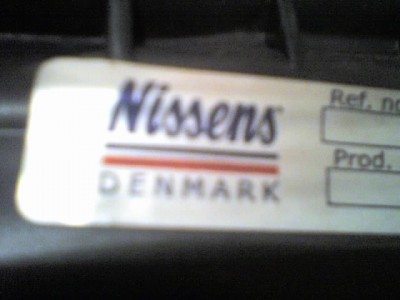 Nissens
DENMARK
Ref. no
Prod.